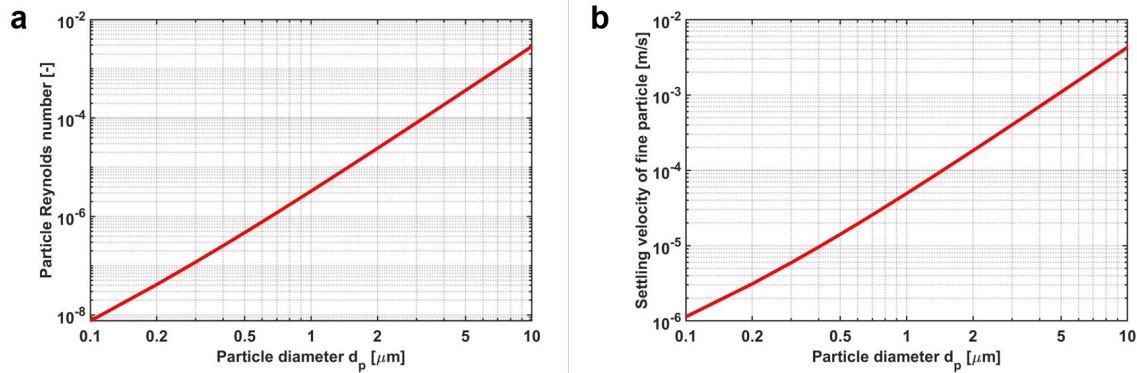 a
Particle Reynolds number [-]
10⁻²
10⁻⁴
10⁻⁶
10⁻⁸
0.1 0.2 0.5 1 2 5 10
Particle diameter dₚ [μm]
b
Settling velocity of fine particle [m/s]
10⁻²
10⁻³
10⁻⁴
10⁻⁵
10⁻⁶
0.1 0.2 0.5 1 2 5 10
Particle diameter dₚ [μm]